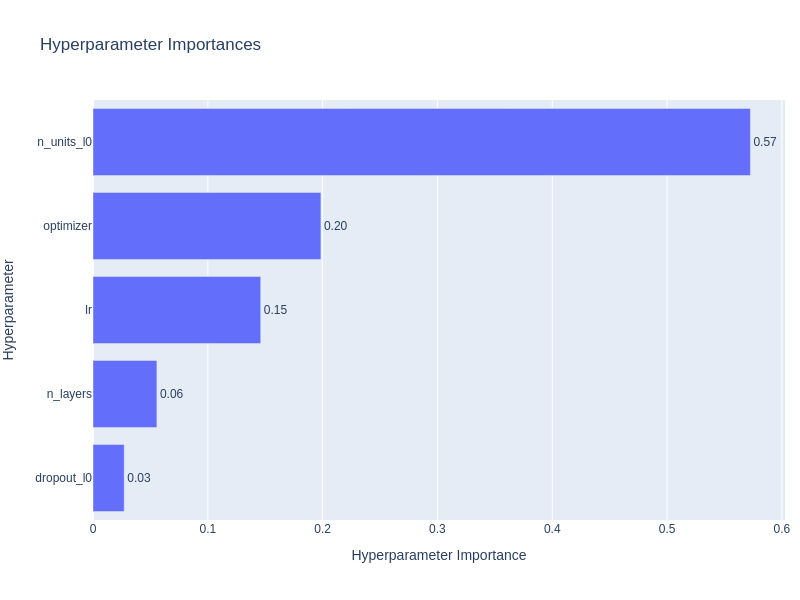 Hyperparameter Importances
Hyperparameter
n_units_l0 0.57
optimizer 0.20
lr 0.15
n_layers 0.06
dropout_l0 0.03
0 0.1 0.2 0.3 0.4 0.5 0.6
Hyperparameter Importance